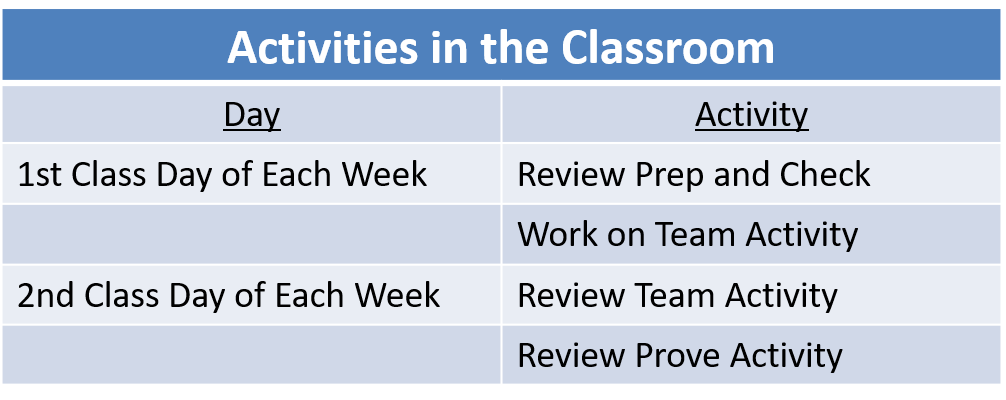 Activities in the Classroom
Day Activity
1st Class Day of Each Week Review Prep and Check
Work on Team Activity
2nd Class Day of Each Week Review Team Activity
Review Prove Activity